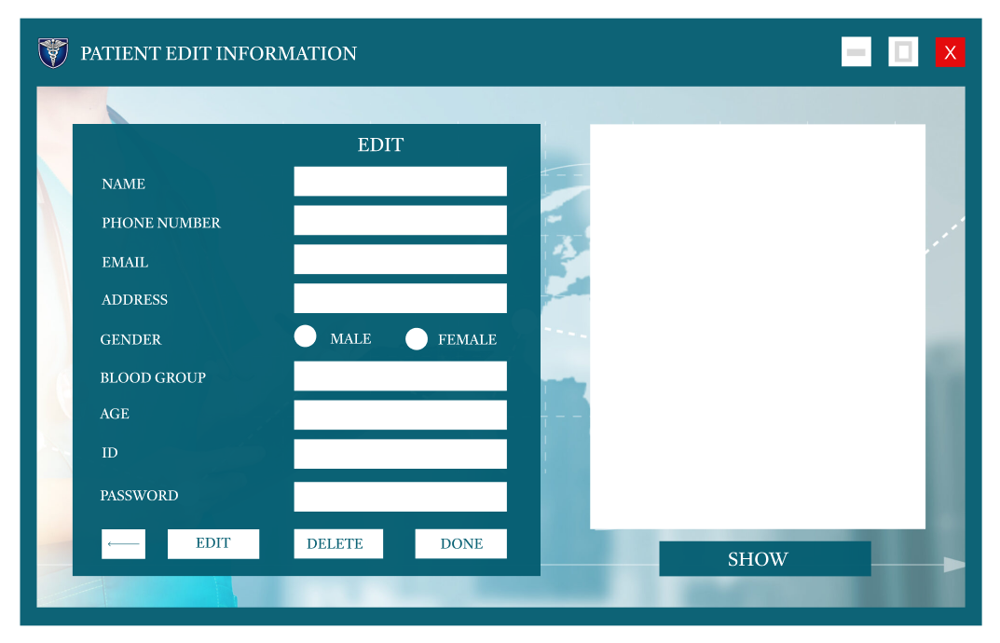 PATIENT EDIT INFORMATION
X
EDIT
NAME
PHONE NUMBER
EMAIL
ADDRESS
GENDER MALE FEMALE
BLOOD GROUP
AGE
ID
PASSWORD
EDIT DELETE DONE
SHOW